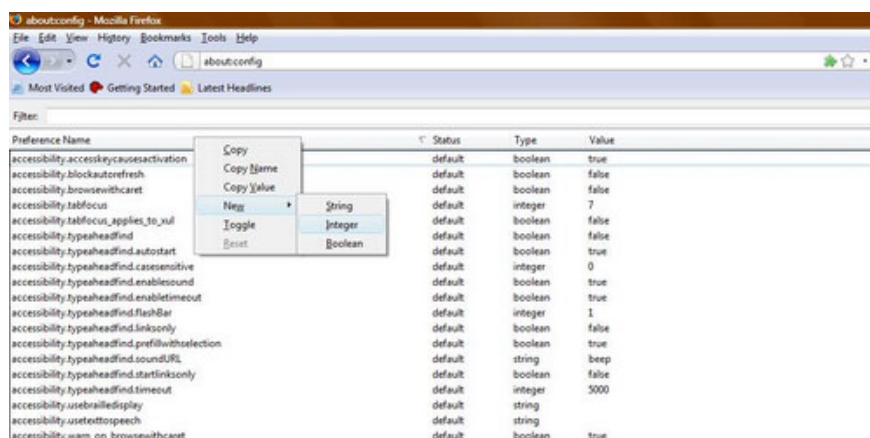 about:config - Mozilla Firefox
File Edit View History Bookmarks Tools Help
about:config
Most Visited Getting Started Latest Headlines
Filter:
Preference Name Status Type Value
accessibility.accesskeycausesactivation default boolean true
accessibility.blockautorefresh default boolean false
accessibility.browsewithcaret default boolean false
accessibility.tabfocus default integer 7
accessibility.tabfocus_applies_to_xul default boolean false
accessibility.typeaheadfind default boolean false
accessibility.typeaheadfind.autostart default boolean true
accessibility.typeaheadfind.casesensitive default integer 0
accessibility.typeaheadfind.enablesound default boolean true
accessibility.typeaheadfind.enabletimeout default boolean true
accessibility.typeaheadfind.flashBar default integer 1
accessibility.typeaheadfind.linksonly default boolean false
accessibility.typeaheadfind.prefillwithselection default boolean true
accessibility.typeaheadfind.soundURL default string beep
accessibility.typeaheadfind.startlinksonly default boolean false
accessibility.typeaheadfind.timeout default integer 5000
accessibility.usebrailledisplay default string
accessibility.usetexttospeech default string
accessibility.warn_on_browsewithcaret default boolean true
Copy
Copy Name
Copy Value
New
Toggle
Reset
String
Integer
Boolean